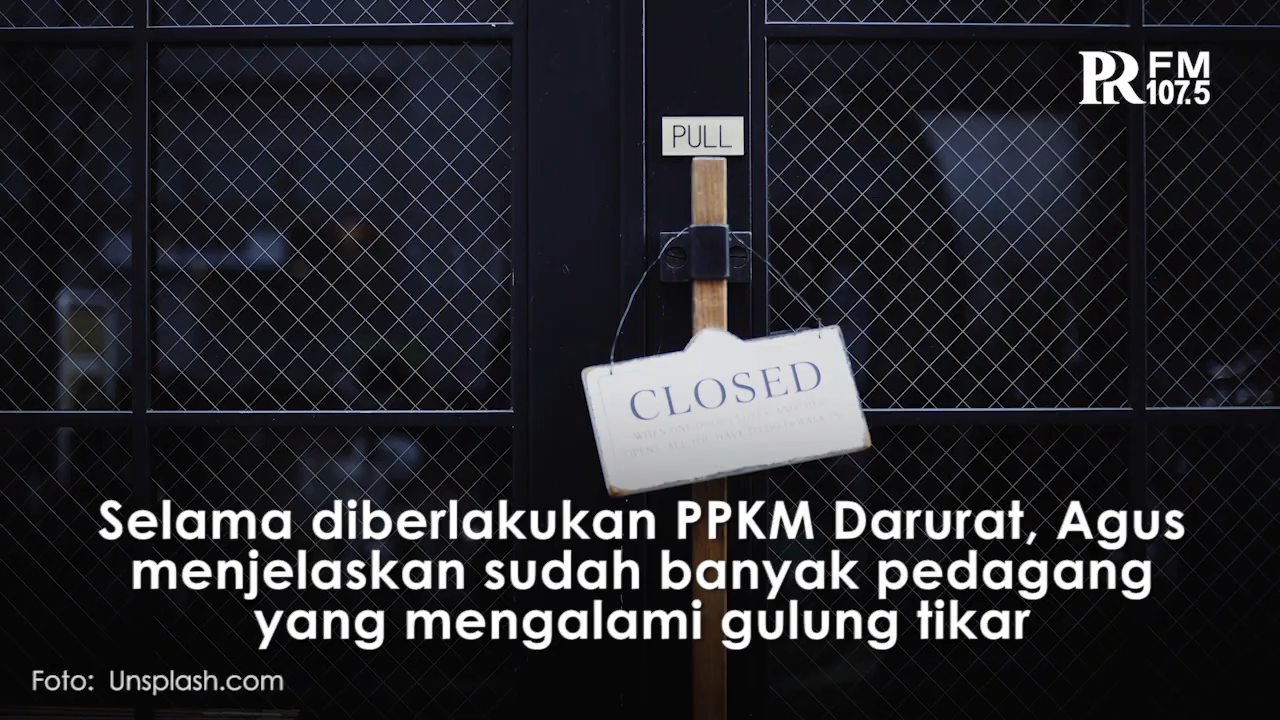 PR FM
107.5
PULL
CLOSED
Selama diberlakukan PPKM Darurat, Agus
menjelaskan sudah banyak pedagang
yang mengalami gulung tikar
Foto: Unsplash.com